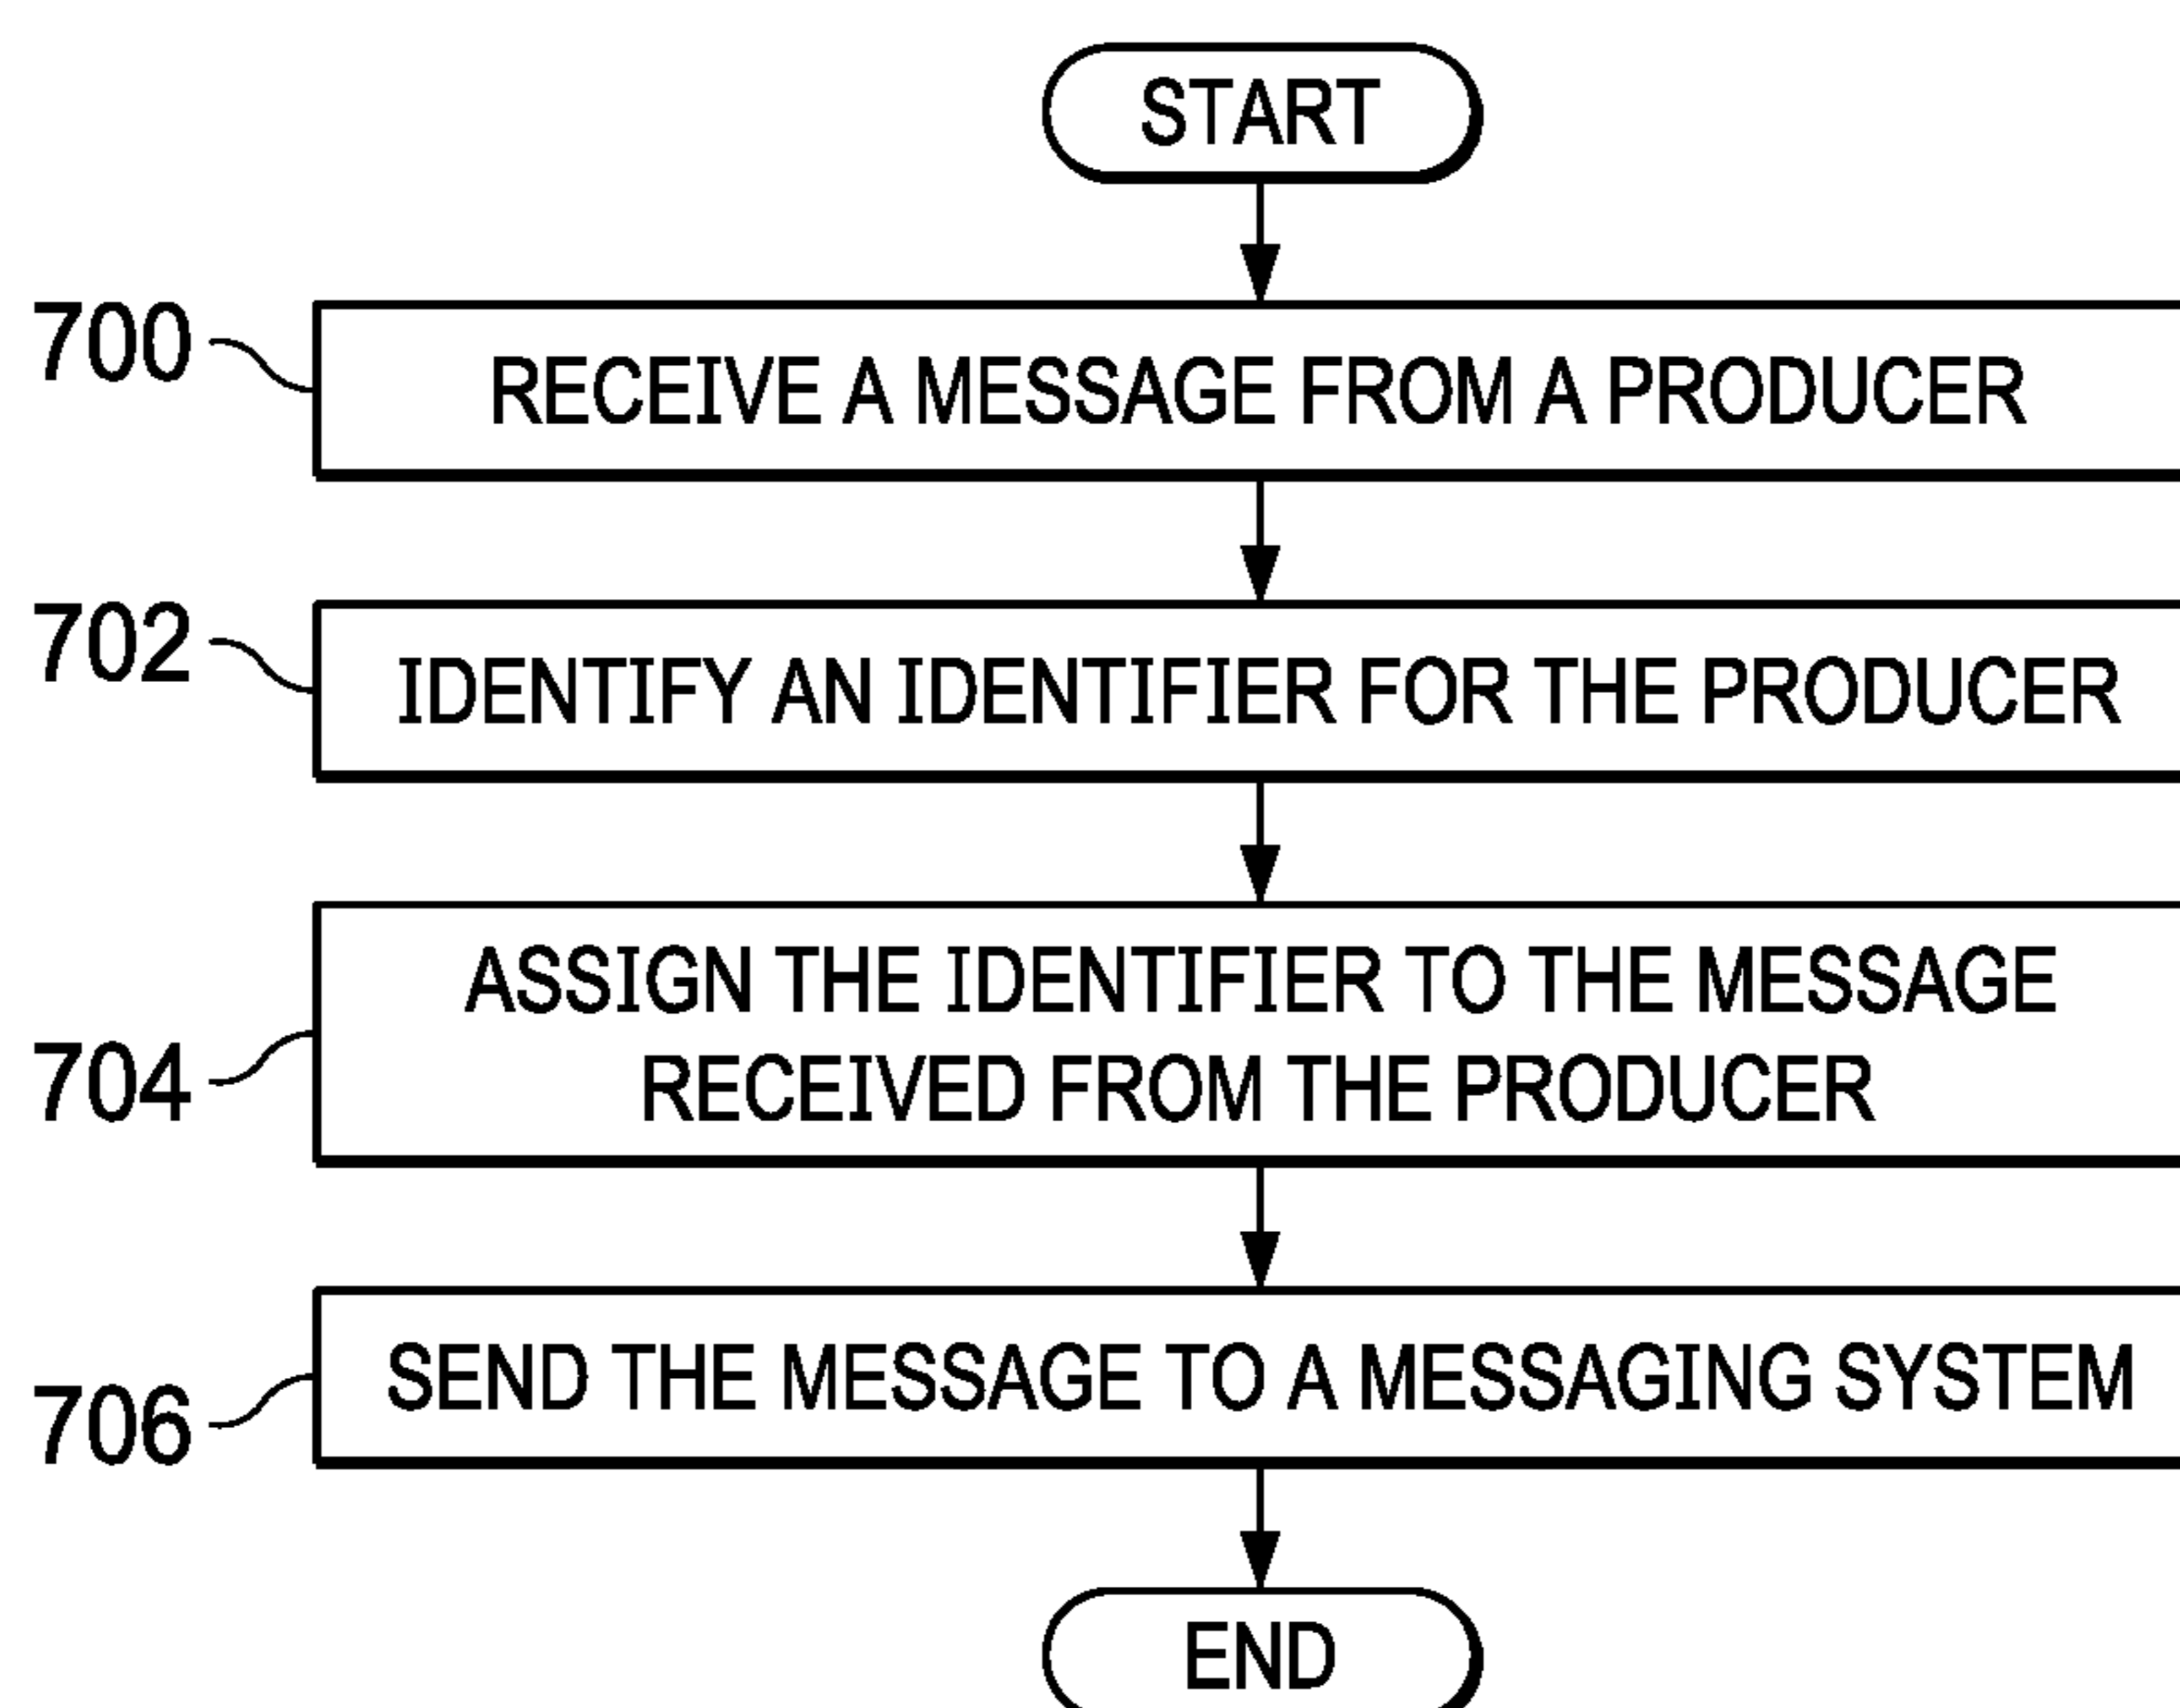 START
700
RECEIVE A MESSAGE FROM A PRODUCER
702
IDENTIFY AN IDENTIFIER FOR THE PRODUCER
ASSIGN THE IDENTIFIER TO THE MESSAGE
704
RECEIVED FROM THE PRODUCER
SEND THE MESSAGE TO A MESSAGING SYSTEM
706
END